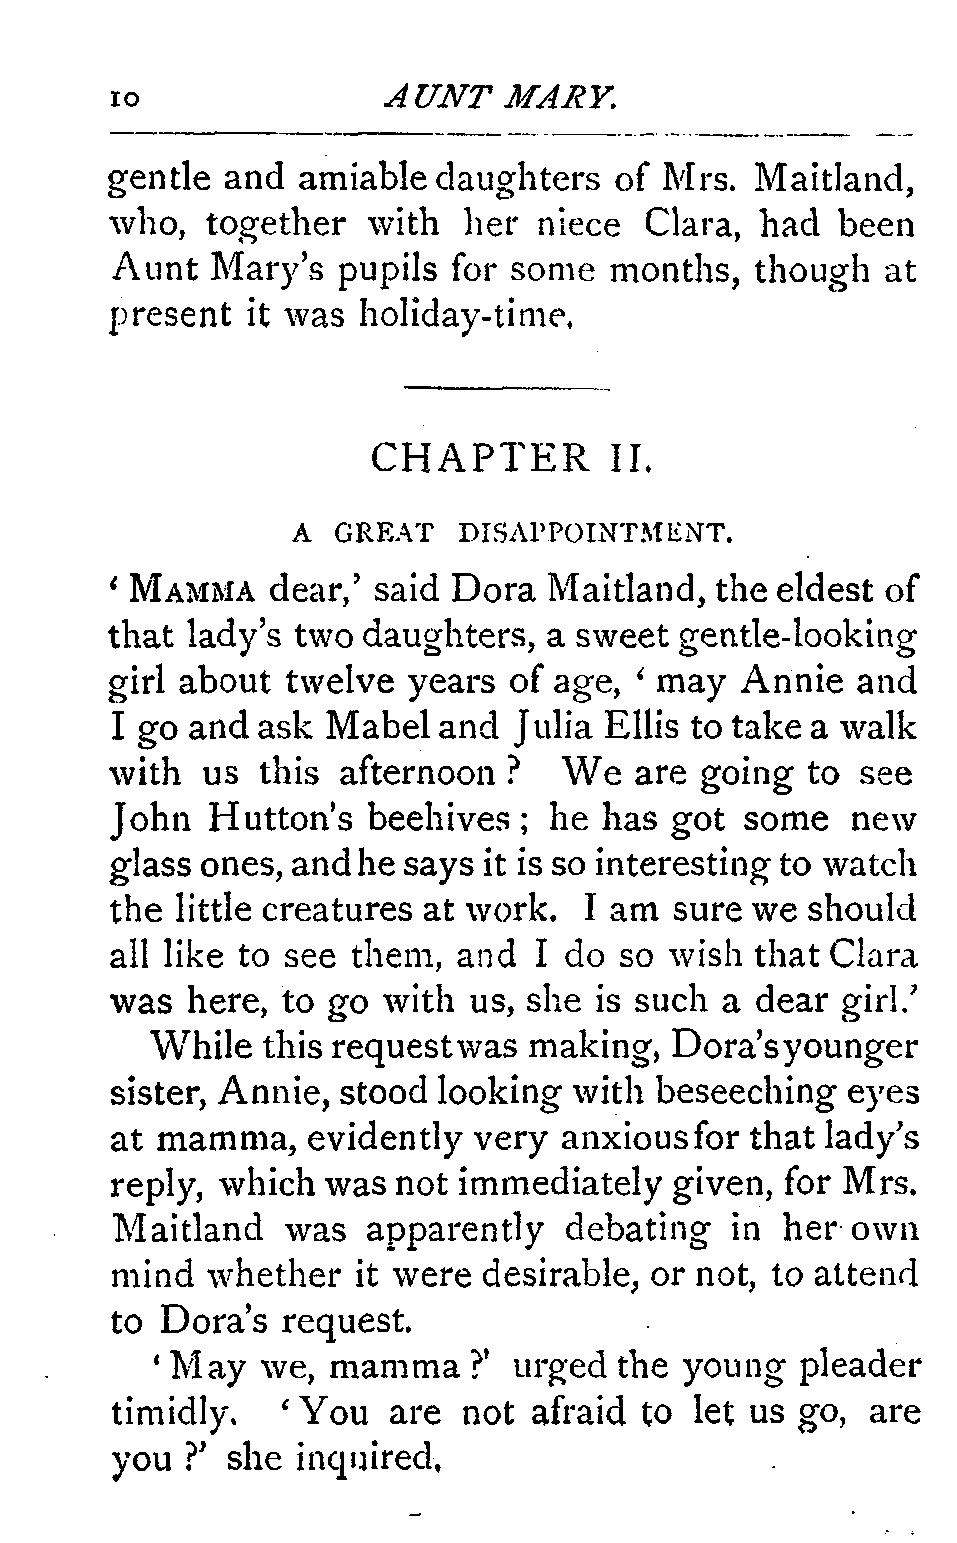 10 AUNT MARY.
gentle and amiable daughters of Mrs. Maitland,
who, together with her niece Clara, had been
Aunt Mary's pupils for some months, though at
present it was holiday-time.
CHAPTER II.
A GREAT DISAPPOINTMENT.
‘ MAMMA dear,’ said Dora Maitland, the eldest of
that lady's two daughters, a sweet gentle-looking
girl about twelve years of age, ‘ may Annie and
I go and ask Mabel and Julia Ellis to take a walk
with us this afternoon ? We are going to see
John Hutton's beehives ; he has got some new
glass ones, and he says it is so interesting to watch
the little creatures at work. I am sure we should
all like to see them, and I do so wish that Clara
was here, to go with us, she is such a dear girl.’
While this request was making, Dora's younger
sister, Annie, stood looking with beseeching eyes
at mamma, evidently very anxious for that lady's
reply, which was not immediately given, for Mrs.
Maitland was apparently debating in her own
mind whether it were desirable, or not, to attend
to Dora's request.
‘ May we, mamma ?’ urged the young pleader
timidly. ‘ You are not afraid to let us go, are
you ?’ she inquired.